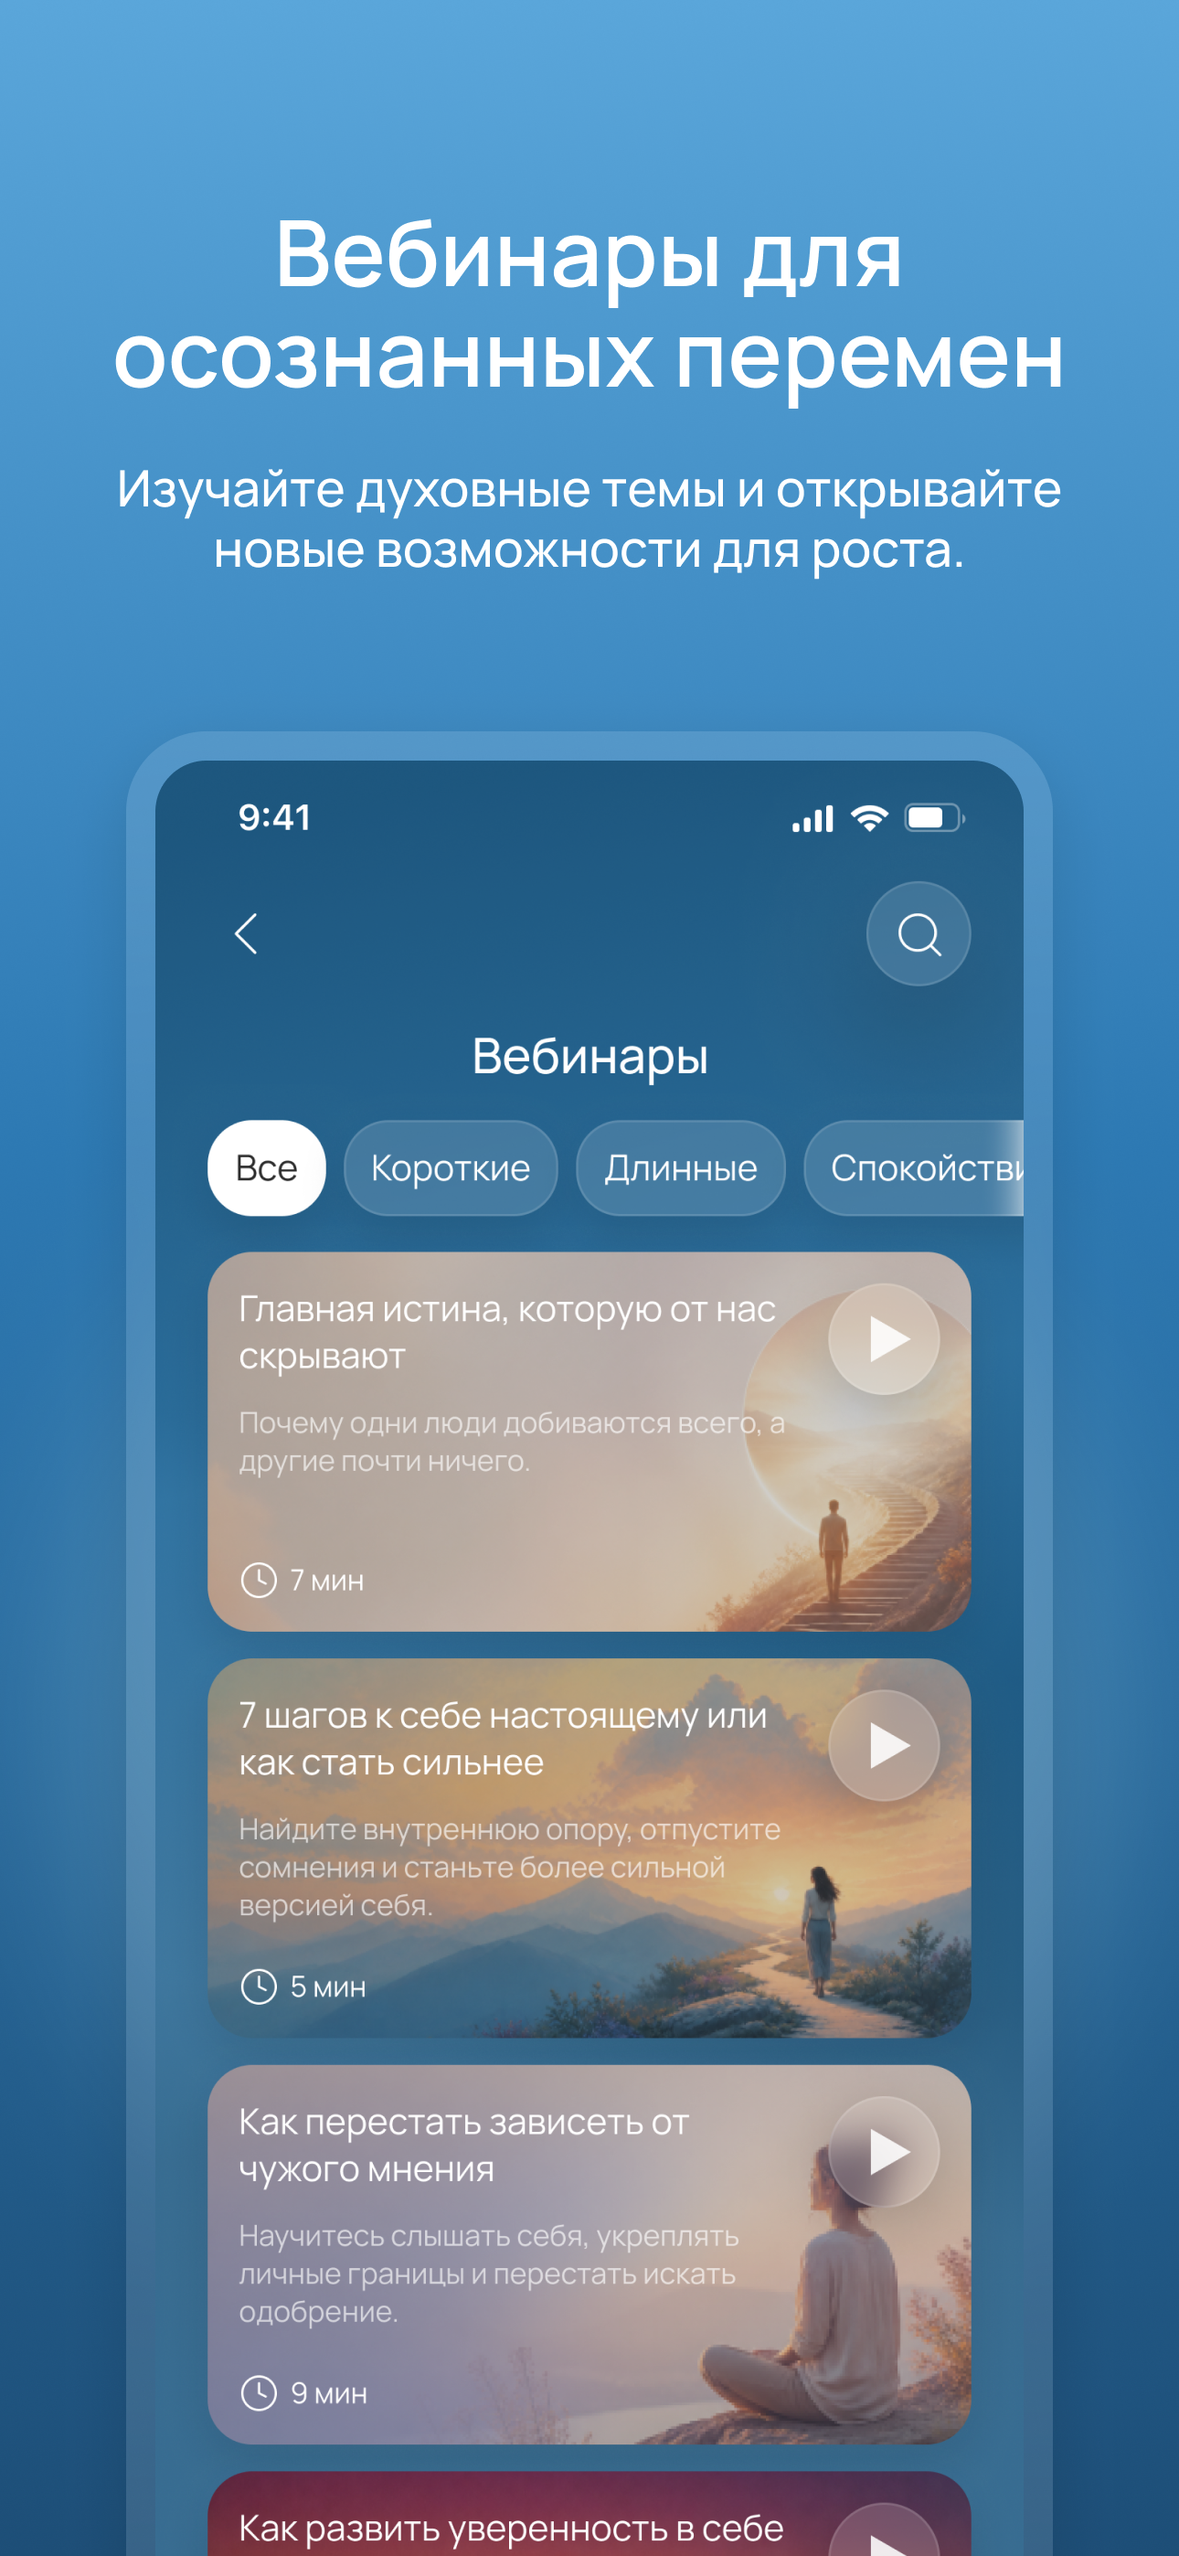 Вебинары для
осознанных перемен
Изучайте духовные темы и открывайте
новые возможности для роста.
9:41
Вебинары
Все
Короткие
Длинные
Спокойстви
Главная истина, которую от нас
скрывают
Почему одни люди добиваются всего, а
другие почти ничего.
7 мин
7 шагов к себе настоящему или
как стать сильнее
Найдите внутреннюю опору, отпустите
сомнения и станьте более сильной
версией себя.
5 мин
Как перестать зависеть от
чужого мнения
Научитесь слышать себя, укреплять
личные границы и перестать искать
одобрение.
9 мин
Как развить уверенность в себе